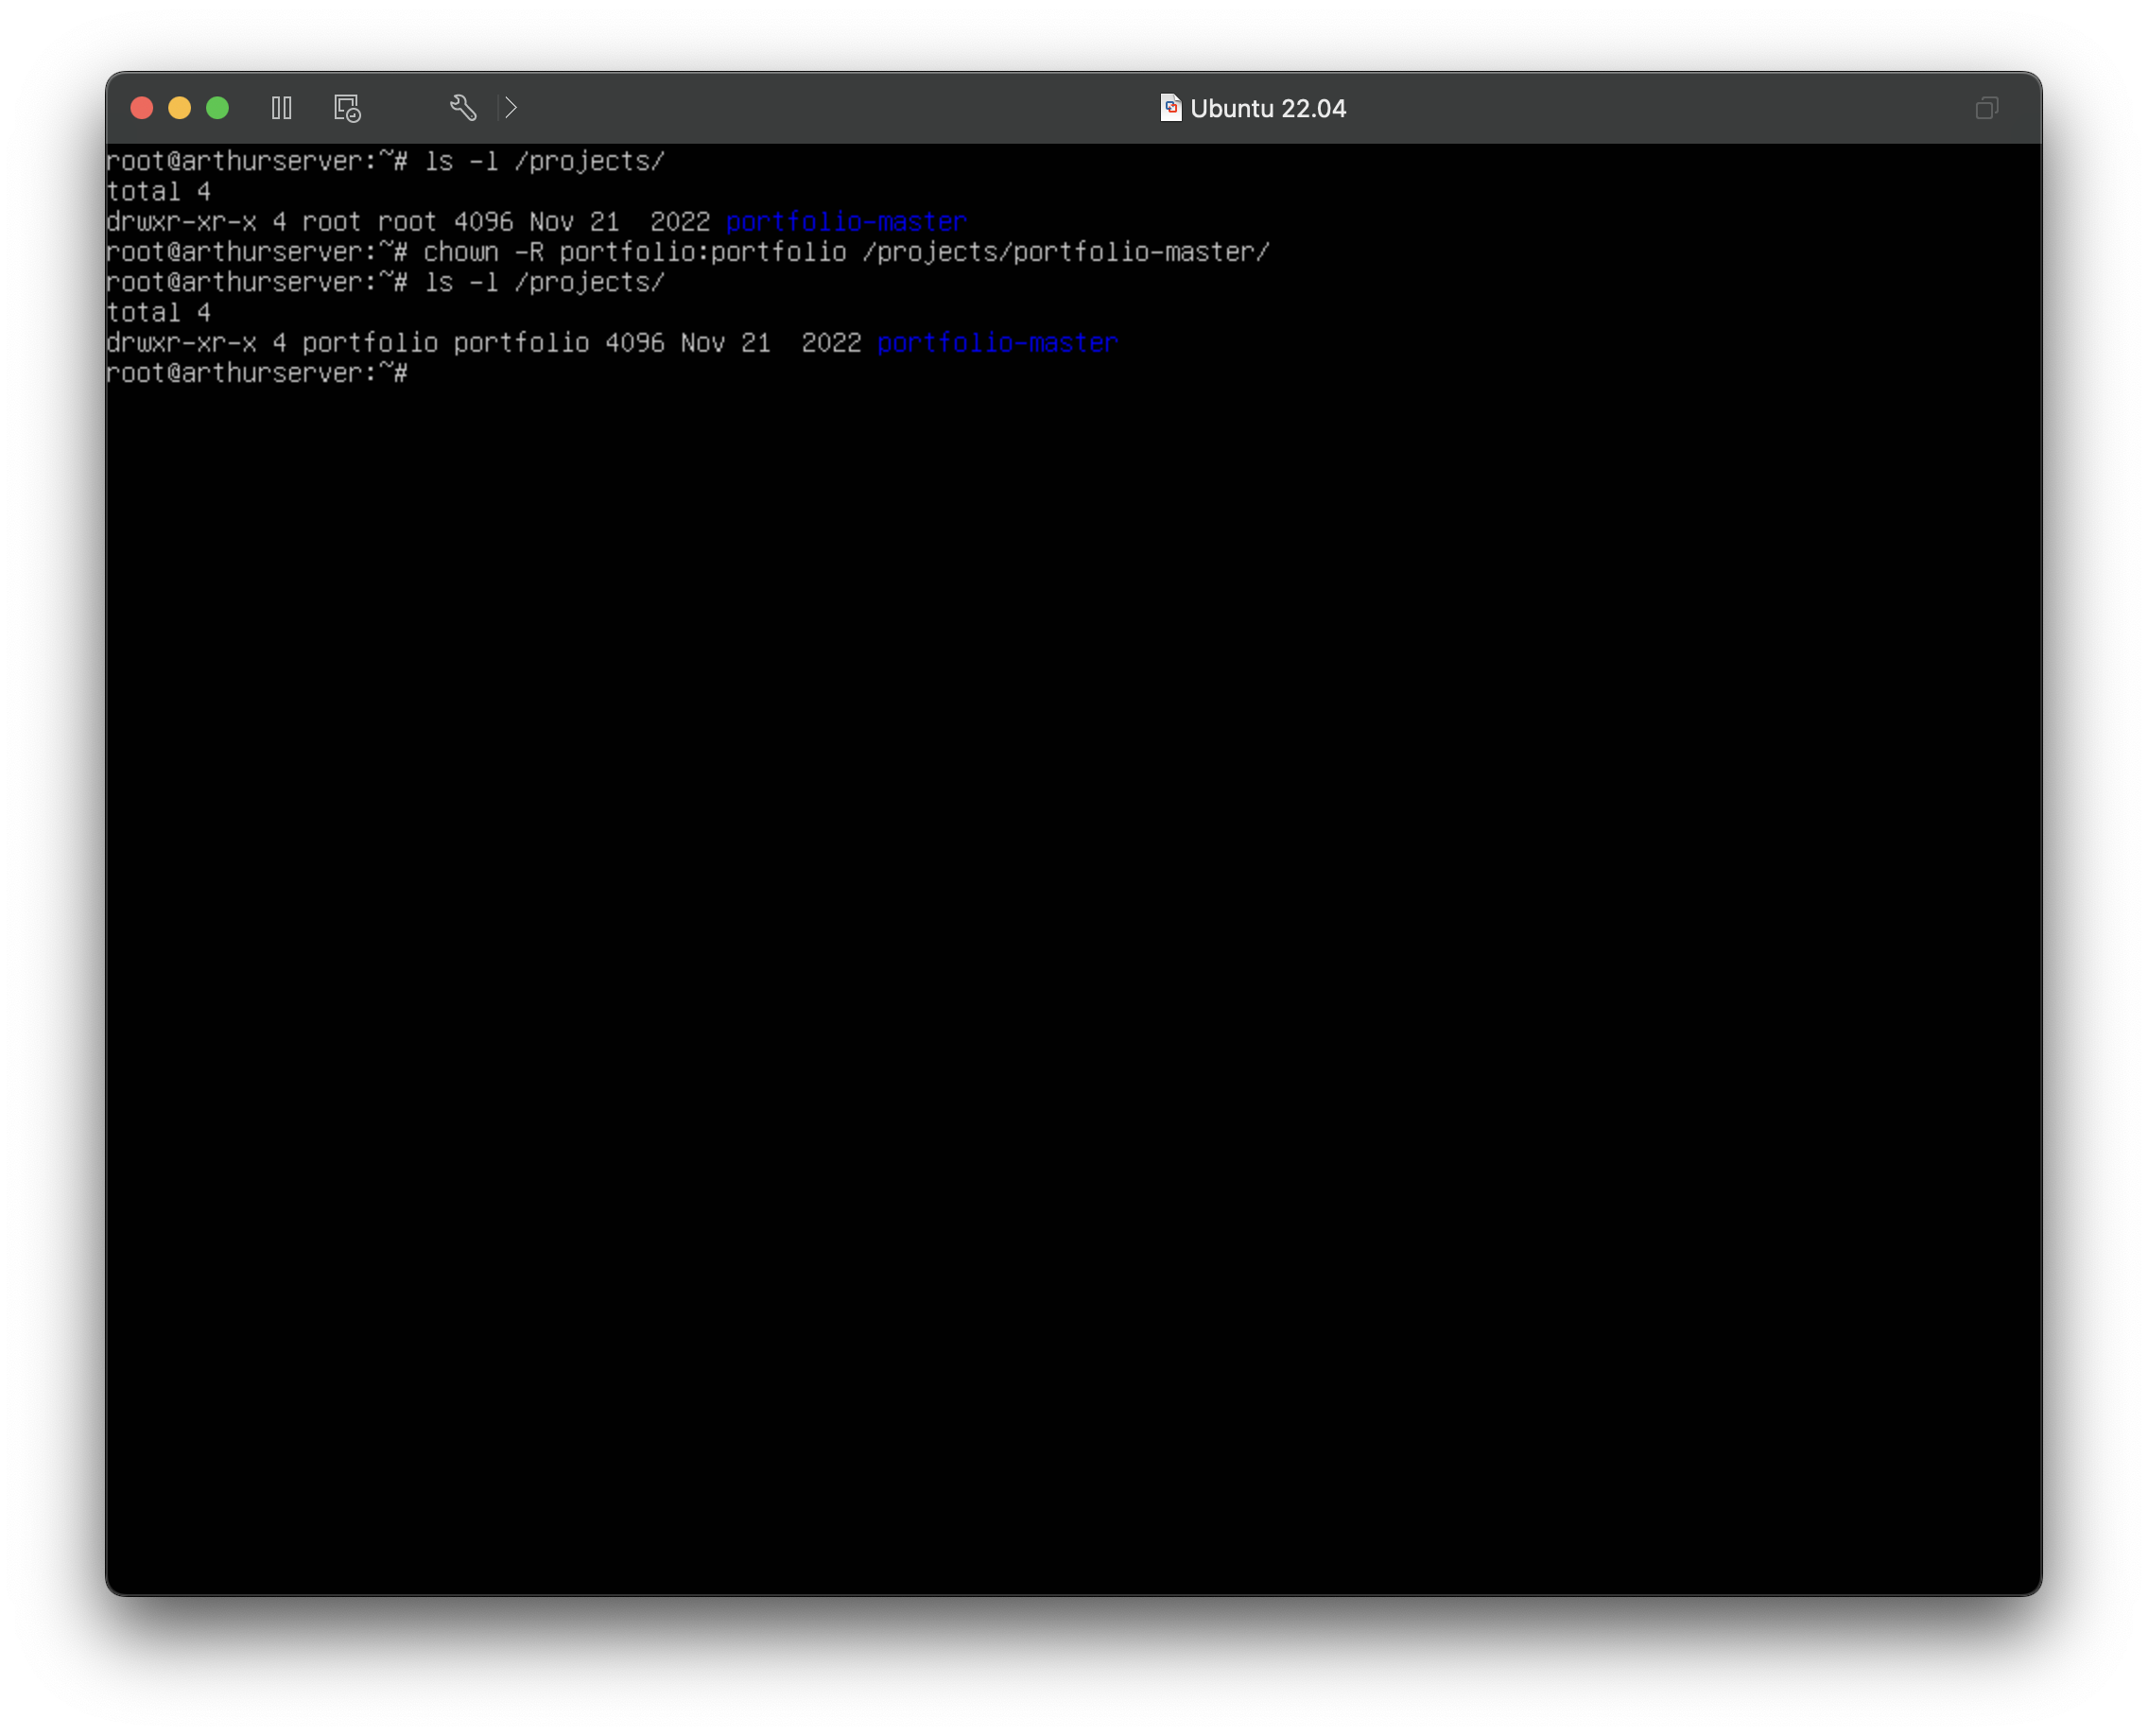 Ubuntu 22.04
root@arthurserver:~# ls -l /projects/
total 4
drwxr-xr-x 4 root root 4096 Nov 21  2022 portfolio-master
root@arthurserver:~# chown -R portfolio:portfolio /projects/portfolio-master/
root@arthurserver:~# ls -l /projects/
total 4
drwxr-xr-x 4 portfolio portfolio 4096 Nov 21  2022 portfolio-master
root@arthurserver:~#